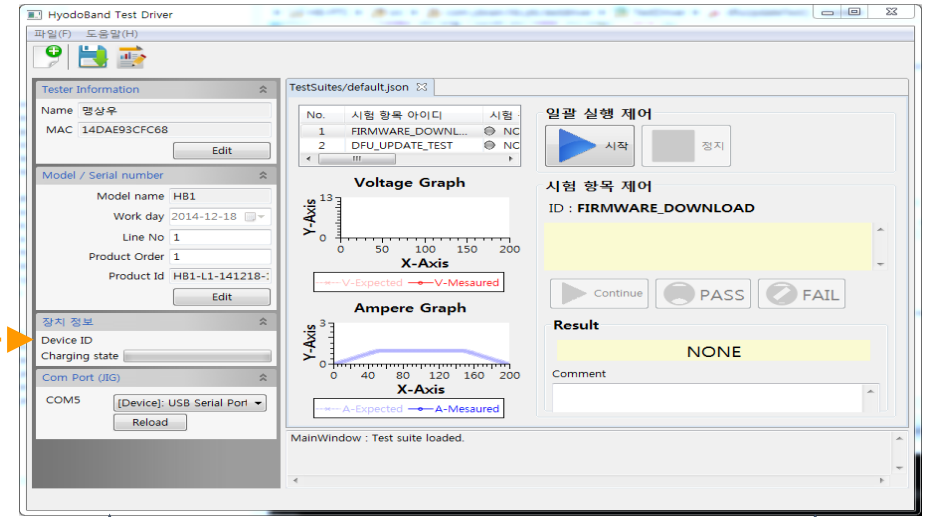 HyodoBand Test Driver
파일(F) 도움말(H)
Tester Information
Name 맹상우
MAC 14DAE93CFC68
Edit
Model / Serial number
Model name HB1
Work day 2014-12-18
Line No 1
Product Order 1
Product Id HB1-L1-141218-:
Edit
장치 정보
Device ID
Charging state
Com Port (JIG)
COM5 [Device]: USB Serial Port
Reload
TestSuites/default.json
No. 시험 항목 아이디 시험
1 FIRMWARE_DOWNL... NC
2 DFU_UPDATE_TEST NC
Voltage Graph
Y-Axis
13
0
0 50 100 150 200
X-Axis
V-Expected V-Mesaured
Ampere Graph
Y-Axis
3
0
0 40 80 120 160 200
X-Axis
A-Expected A-Mesaured
일괄 실행 제어
시작 정지
시험 항목 제어
ID : FIRMWARE_DOWNLOAD
Continue PASS FAIL
Result
NONE
Comment
MainWindow : Test suite loaded.